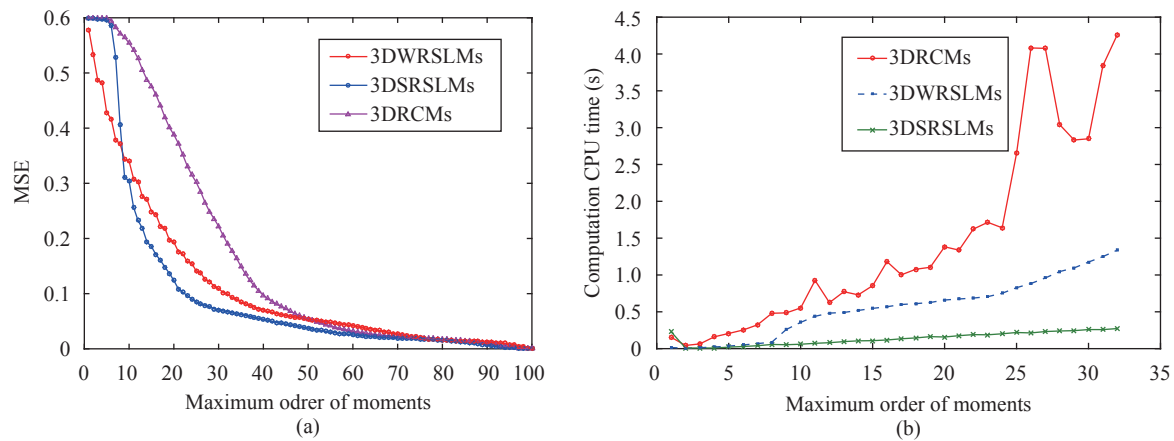 0.6
0.5
0.4
0.3
0.2
0.1
0
MSE
3DWRSLMs
3DSRSLMs
3DRCMs
0 10 20 30 40 50 60 70 80 90 100
Maximum odrer of moments
(a)
4.5
4.0
3.5
3.0
2.5
2.0
1.5
1.0
0.5
0
Computation CPU time (s)
3DRCMs
3DWRSLMs
3DSRSLMs
0 5 10 15 20 25 30 35
Maximum order of moments
(b)